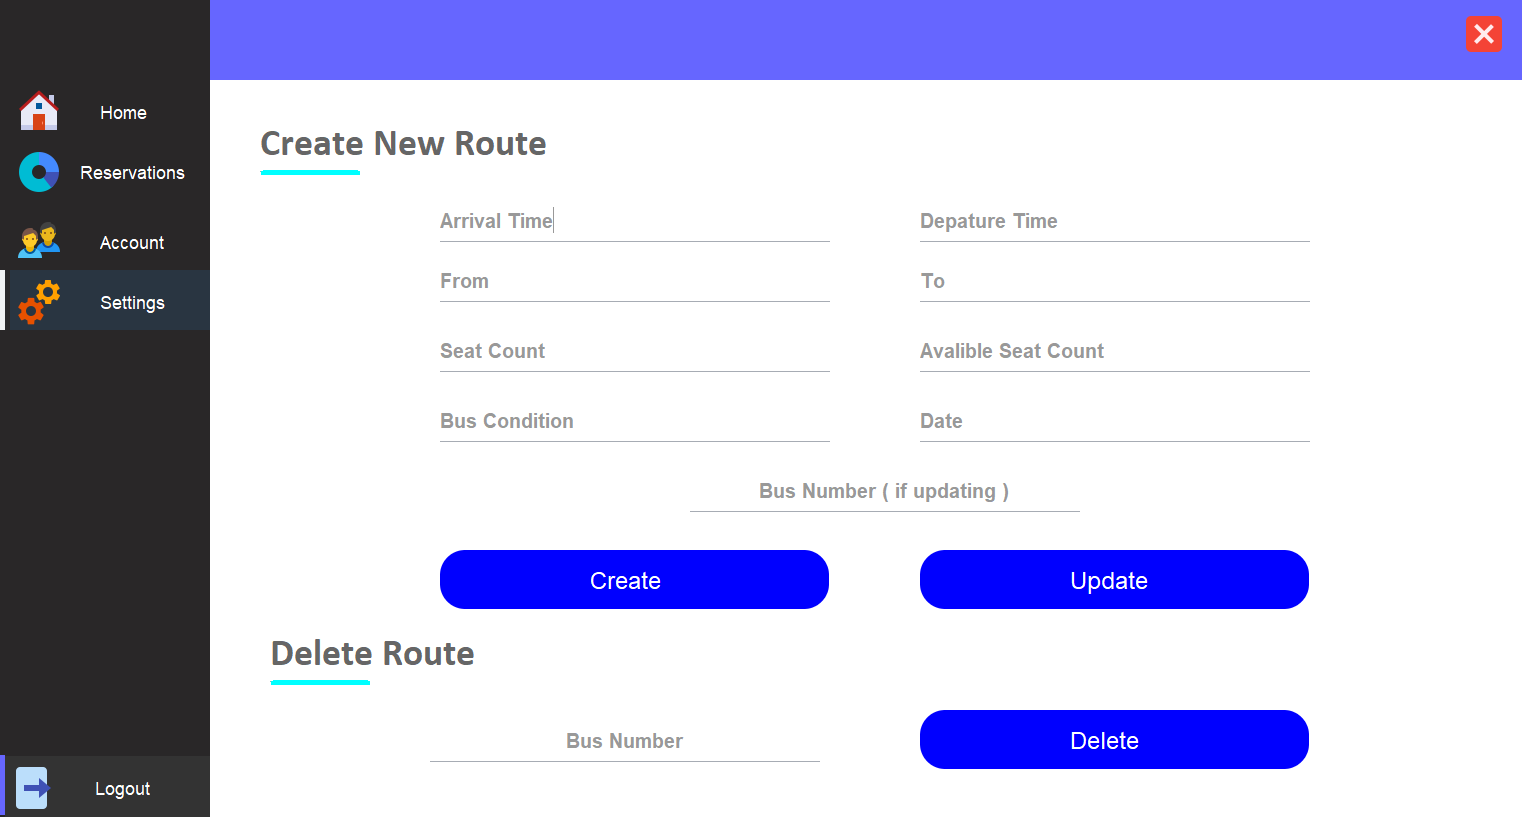 Home
Reservations
Account
Settings
Logout
Create New Route
Arrival Time
Depature Time
From
To
Seat Count
Avalible Seat Count
Bus Condition
Date
Bus Number ( if updating )
Create
Update
Delete Route
Bus Number
Delete